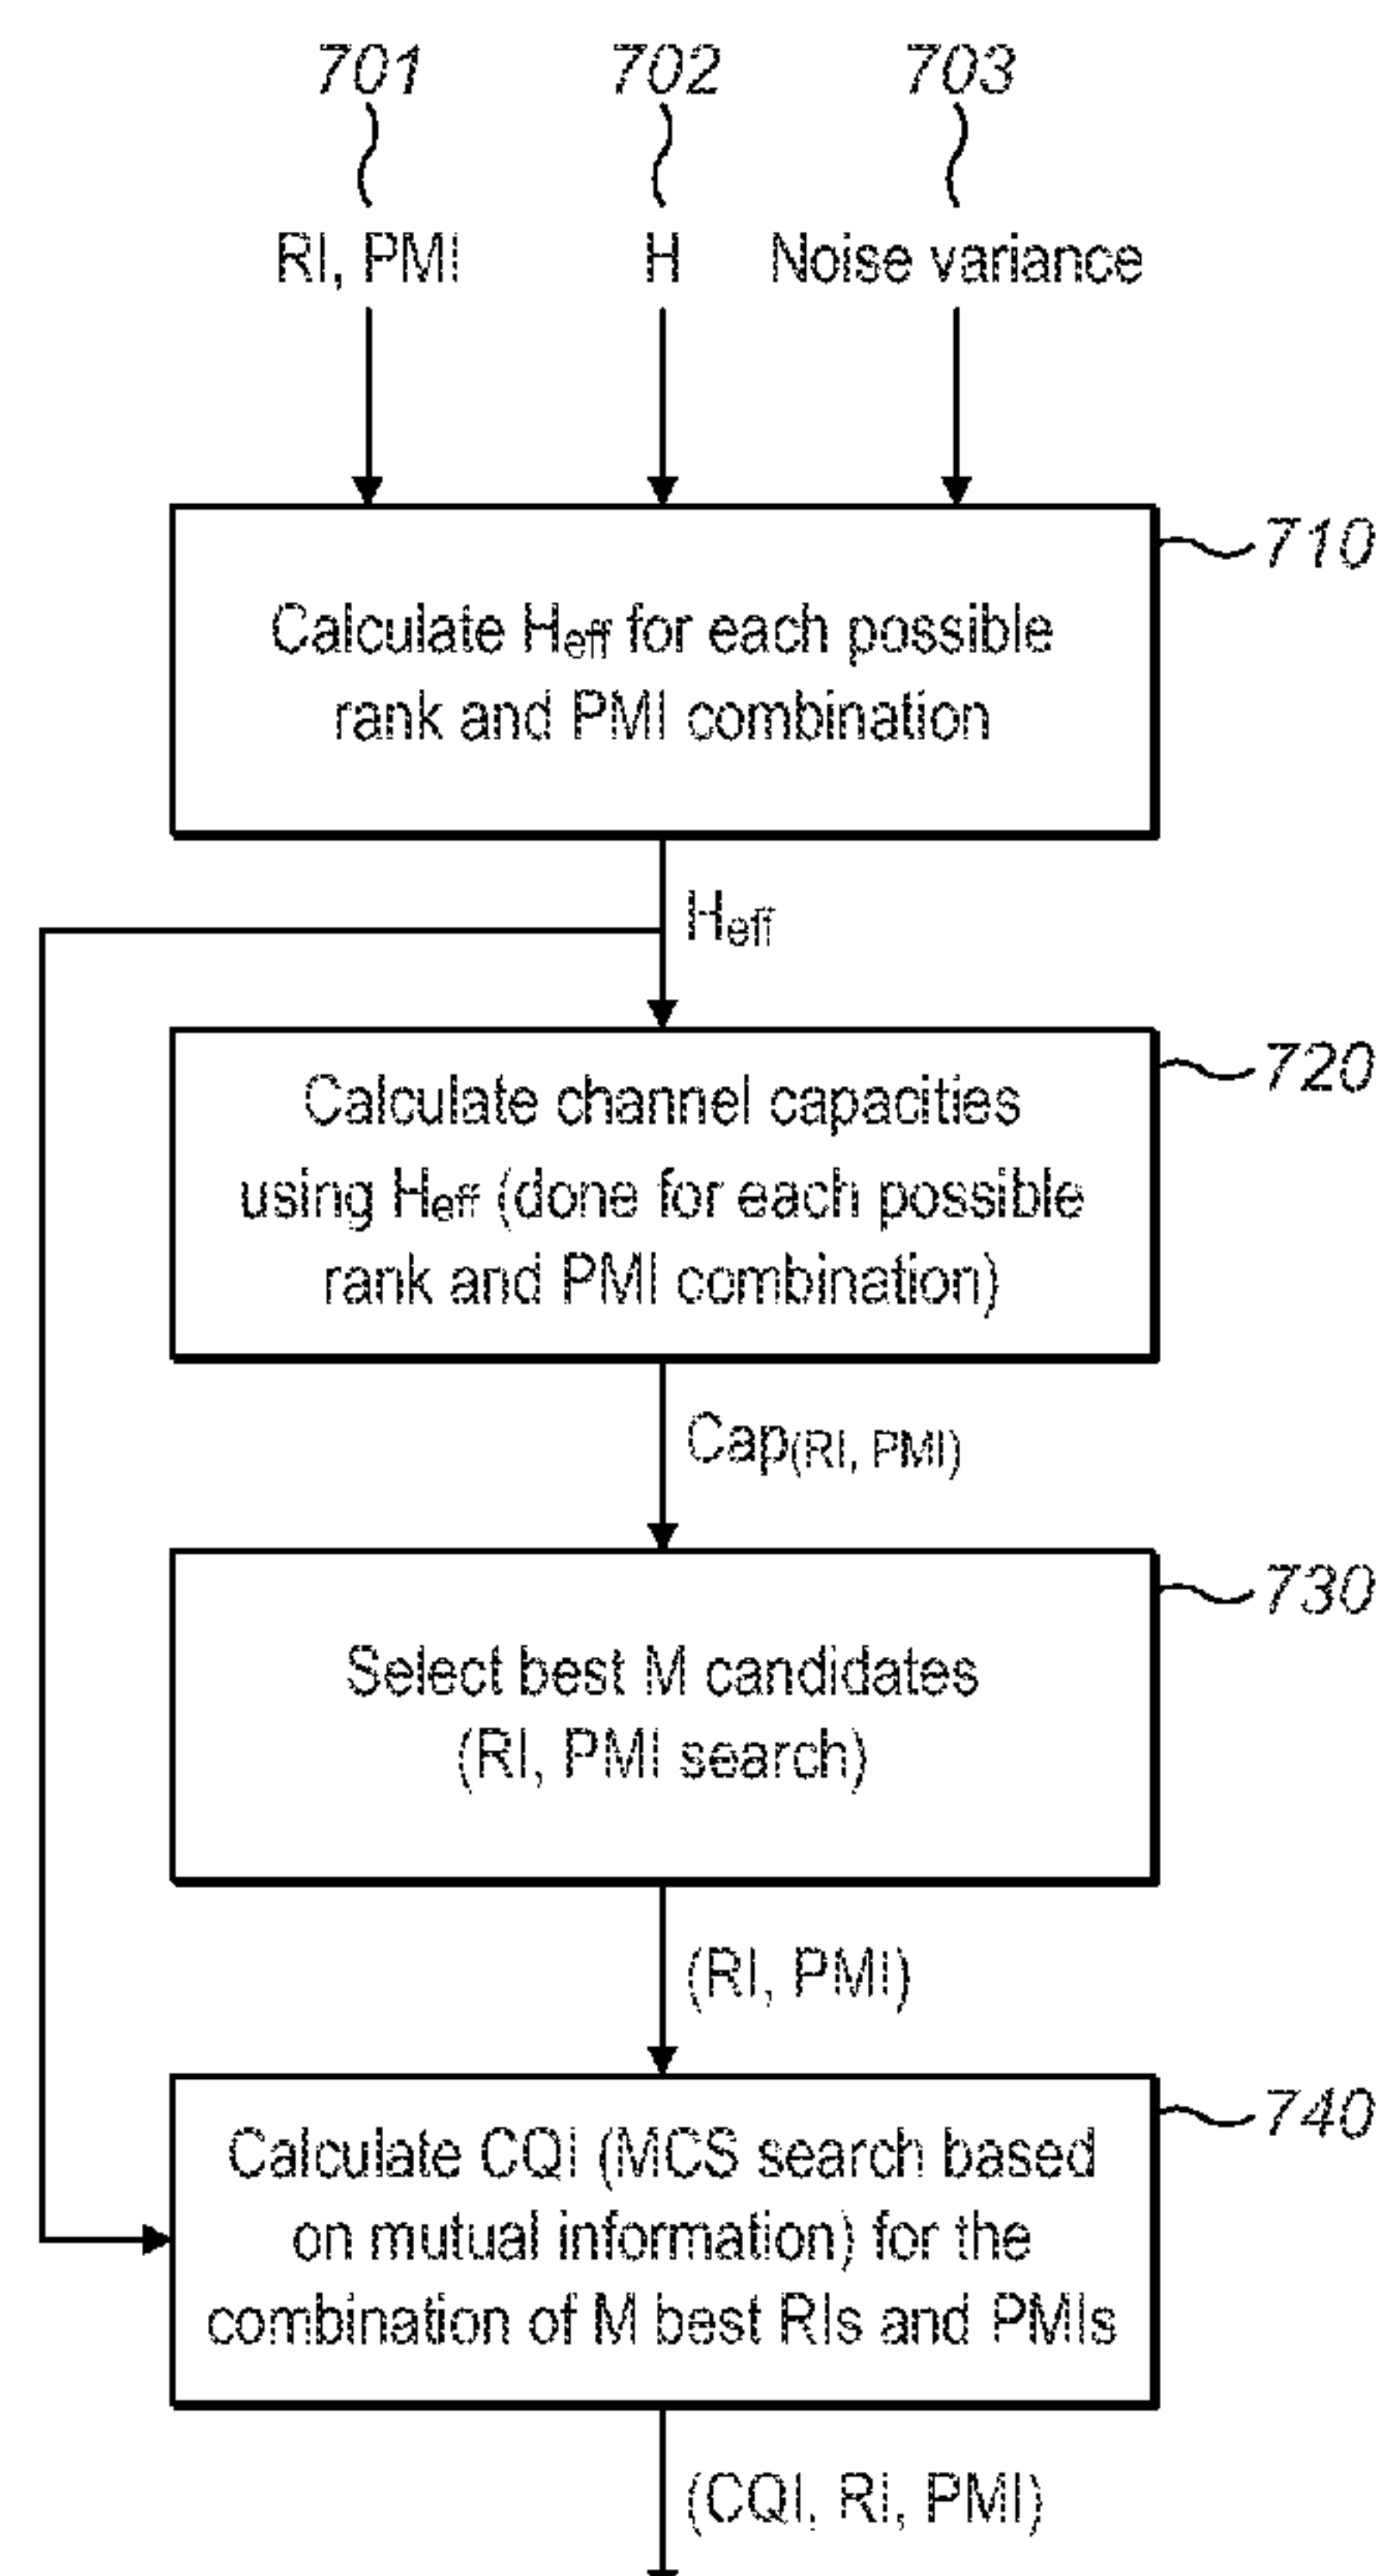 701 702 703
RI, PMI H Noise variance
710
Calculate Heff for each possible
rank and PMI combination
Heff
720
Calculate channel capacities
using Heff (done for each possible
rank and PMI combination)
Cap(RI, PMI)
730
Select best M candidates
(RI, PMI search)
(RI, PMI)
740
Calculate CQI (MCS search based
on mutual information) for the
combination of M best RIs and PMIs
(CQI, RI, PMI)